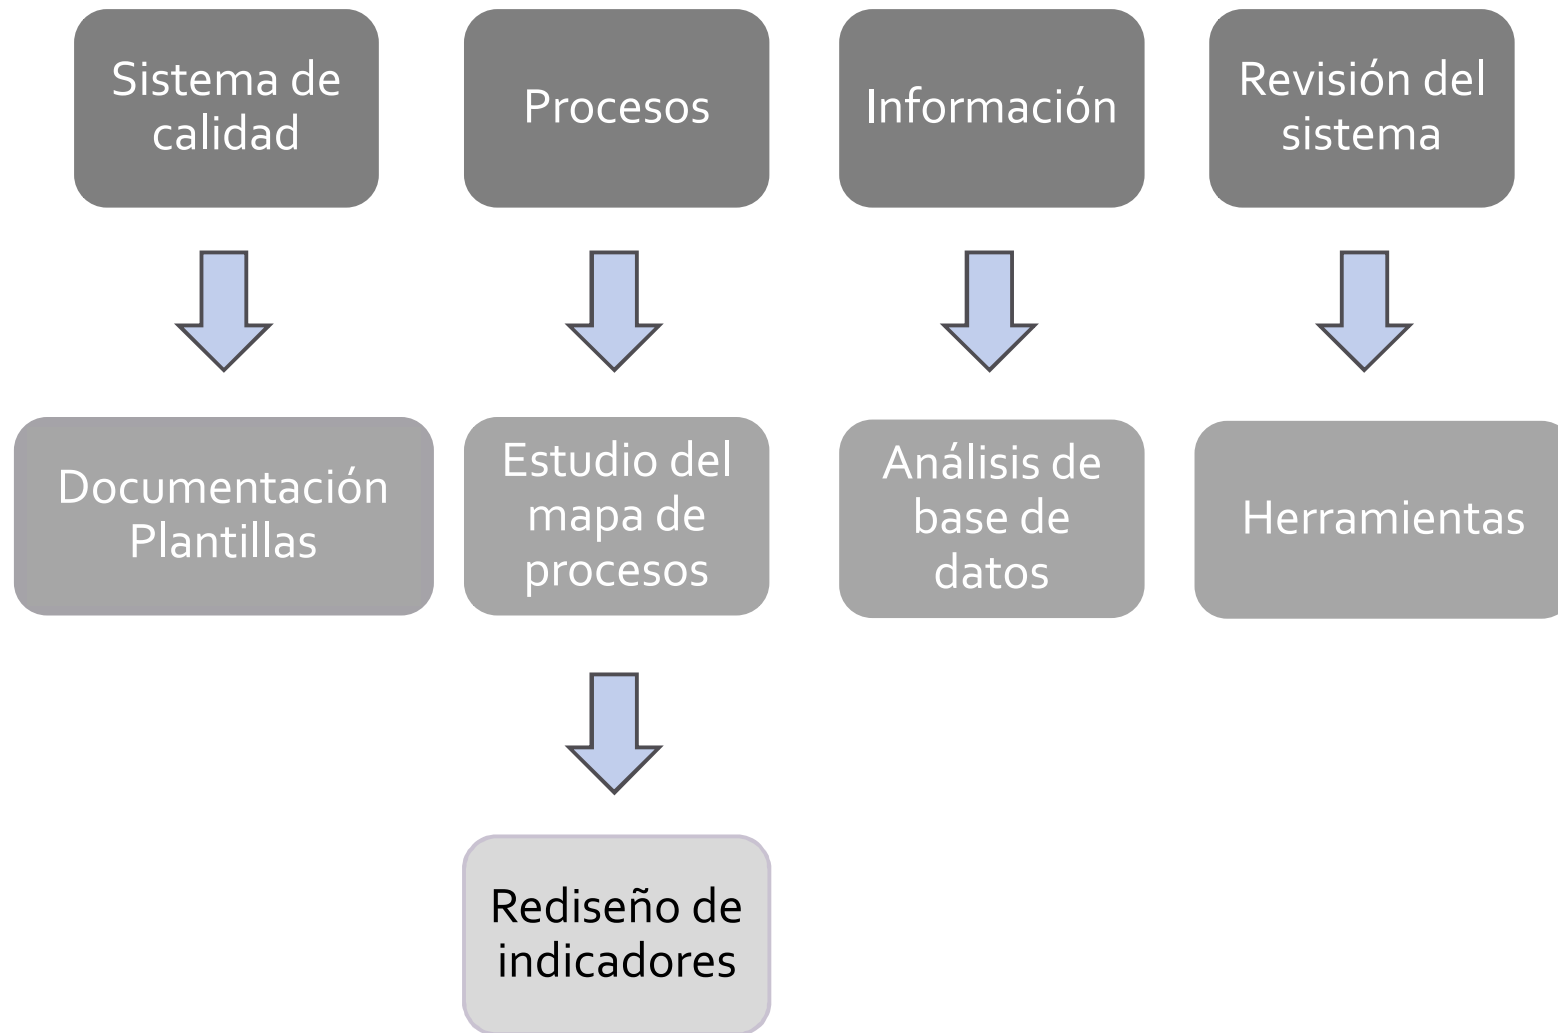 Sistema de
calidad
Procesos
Información
Revisión del
sistema
Documentación
Plantillas
Estudio del
mapa de
procesos
Análisis de
base de
datos
Herramientas
Rediseño de
indicadores